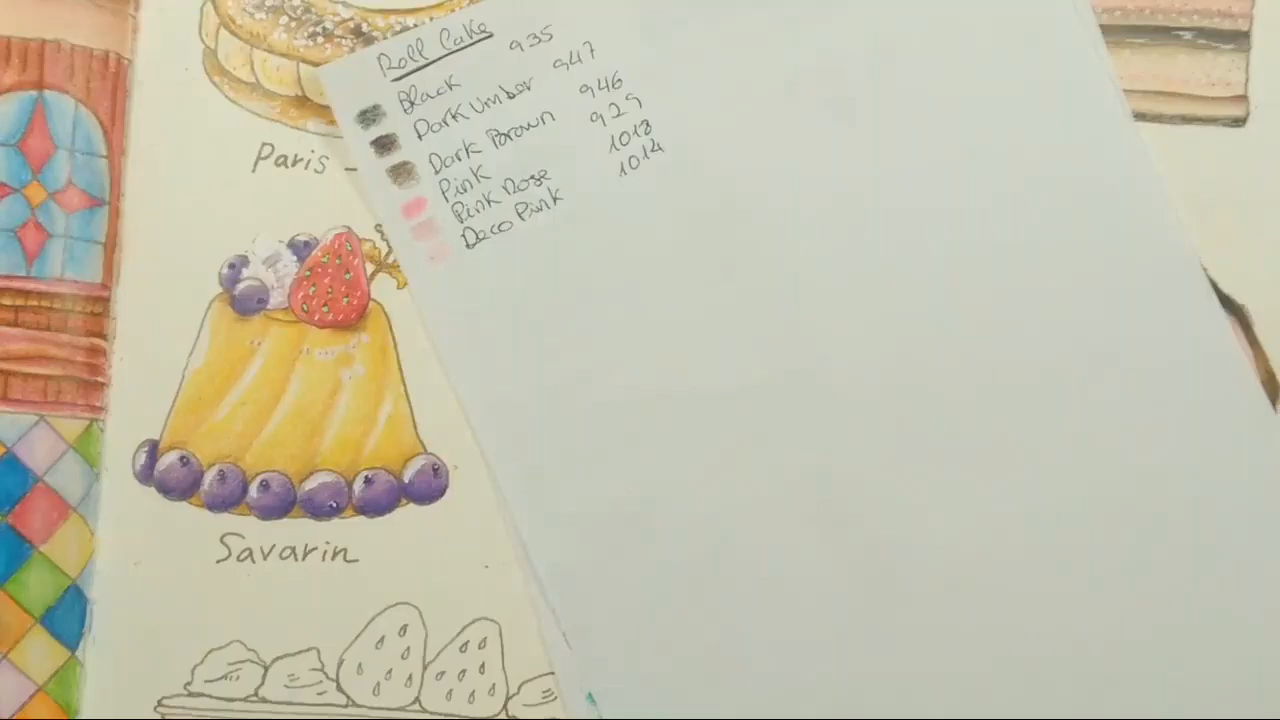 Roll Cake
Black 935
Dark Umber 947
Dark Brown 946
Pink 929
Pink Rose 1018
Deco Pink 1014
Paris –
Savarin